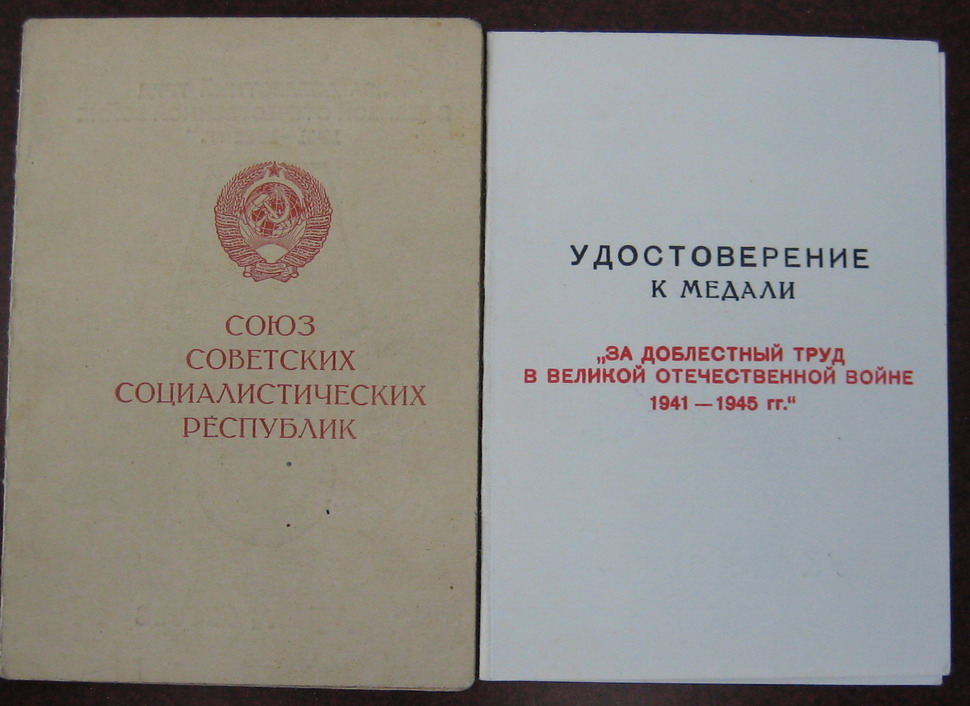 СОЮЗ
СОВЕТСКИХ
СОЦИАЛИСТИЧЕСКИХ
РЕСПУБЛИК
УДОСТОВЕРЕНИЕ
К МЕДАЛИ
„ЗА ДОБЛЕСТНЫЙ ТРУД
В ВЕЛИКОЙ ОТЕЧЕСТВЕННОЙ ВОЙНЕ
1941 — 1945 гг.“